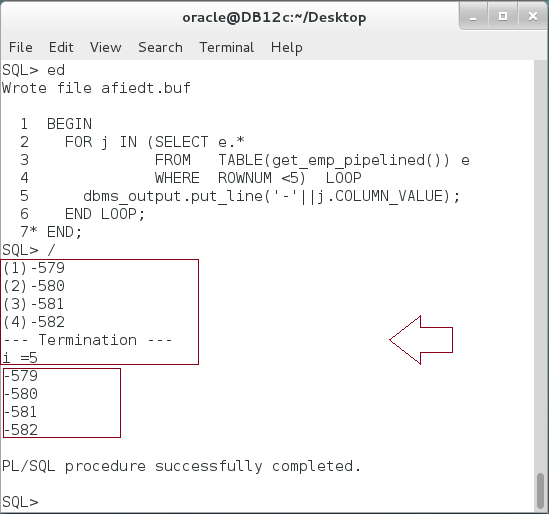 oracle@DB12c:~/Desktop
File Edit View Search Terminal Help
SQL> ed
Wrote file afiedt.buf
1 BEGIN
2 FOR j IN (SELECT e.*
3 FROM TABLE(get_emp_pipelined()) e
4 WHERE ROWNUM <5) LOOP
5 dbms_output.put_line('-'||j.COLUMN_VALUE);
6 END LOOP;
7* END;
SQL> /
(1)-579
(2)-580
(3)-581
(4)-582
--- Termination ---
i =5
-579
-580
-581
-582
PL/SQL procedure successfully completed.
SQL>